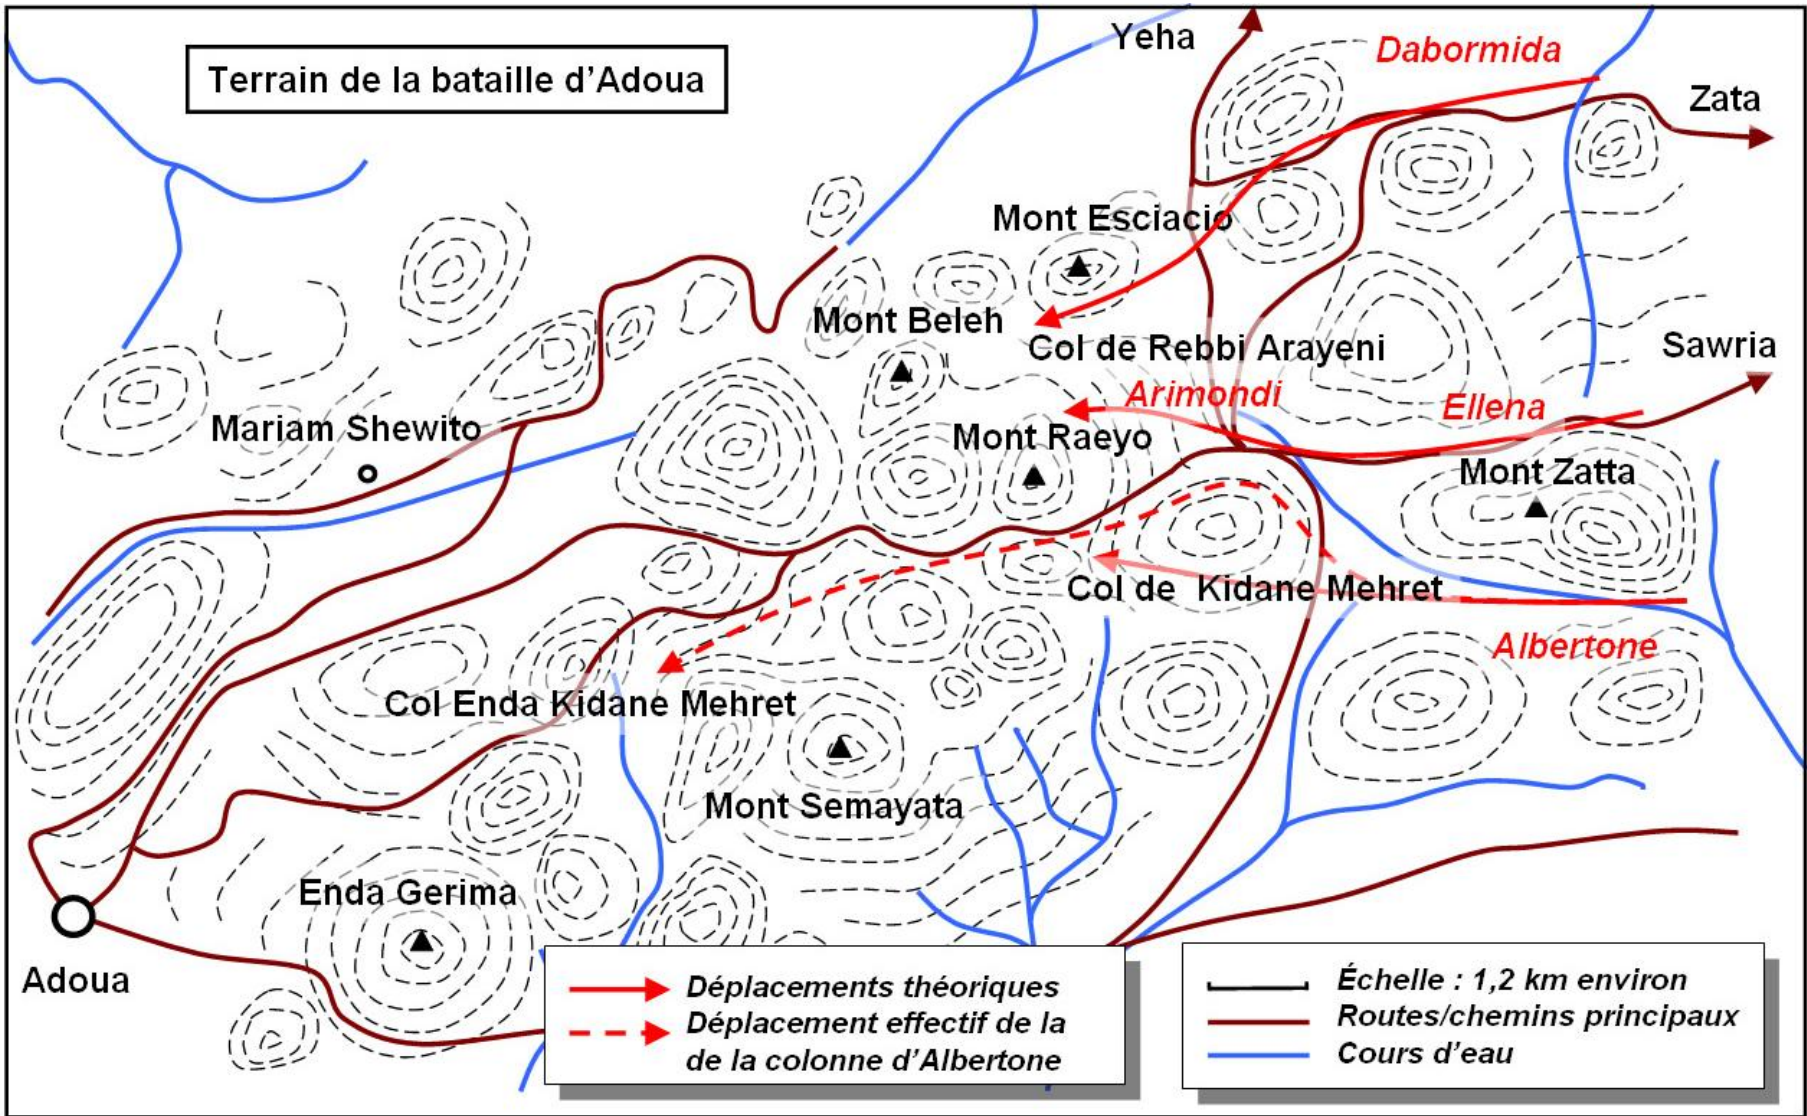 Terrain de la bataille d’Adoua
Yeha
Dabormida
Zata
Mont Esciacio
Mont Beleh
Col de Rebbi Arayeni
Sawria
Arimondi
Ellena
Mariam Shewito
Mont Raeyo
Mont Zatta
Col de Kidane Mehret
Albertone
Col Enda Kidane Mehret
Mont Semayata
Enda Gerima
Adoua
Déplacements théoriques
Déplacement effectif de la
de la colonne d’Albertone
Échelle : 1,2 km environ
Routes/chemins principaux
Cours d’eau